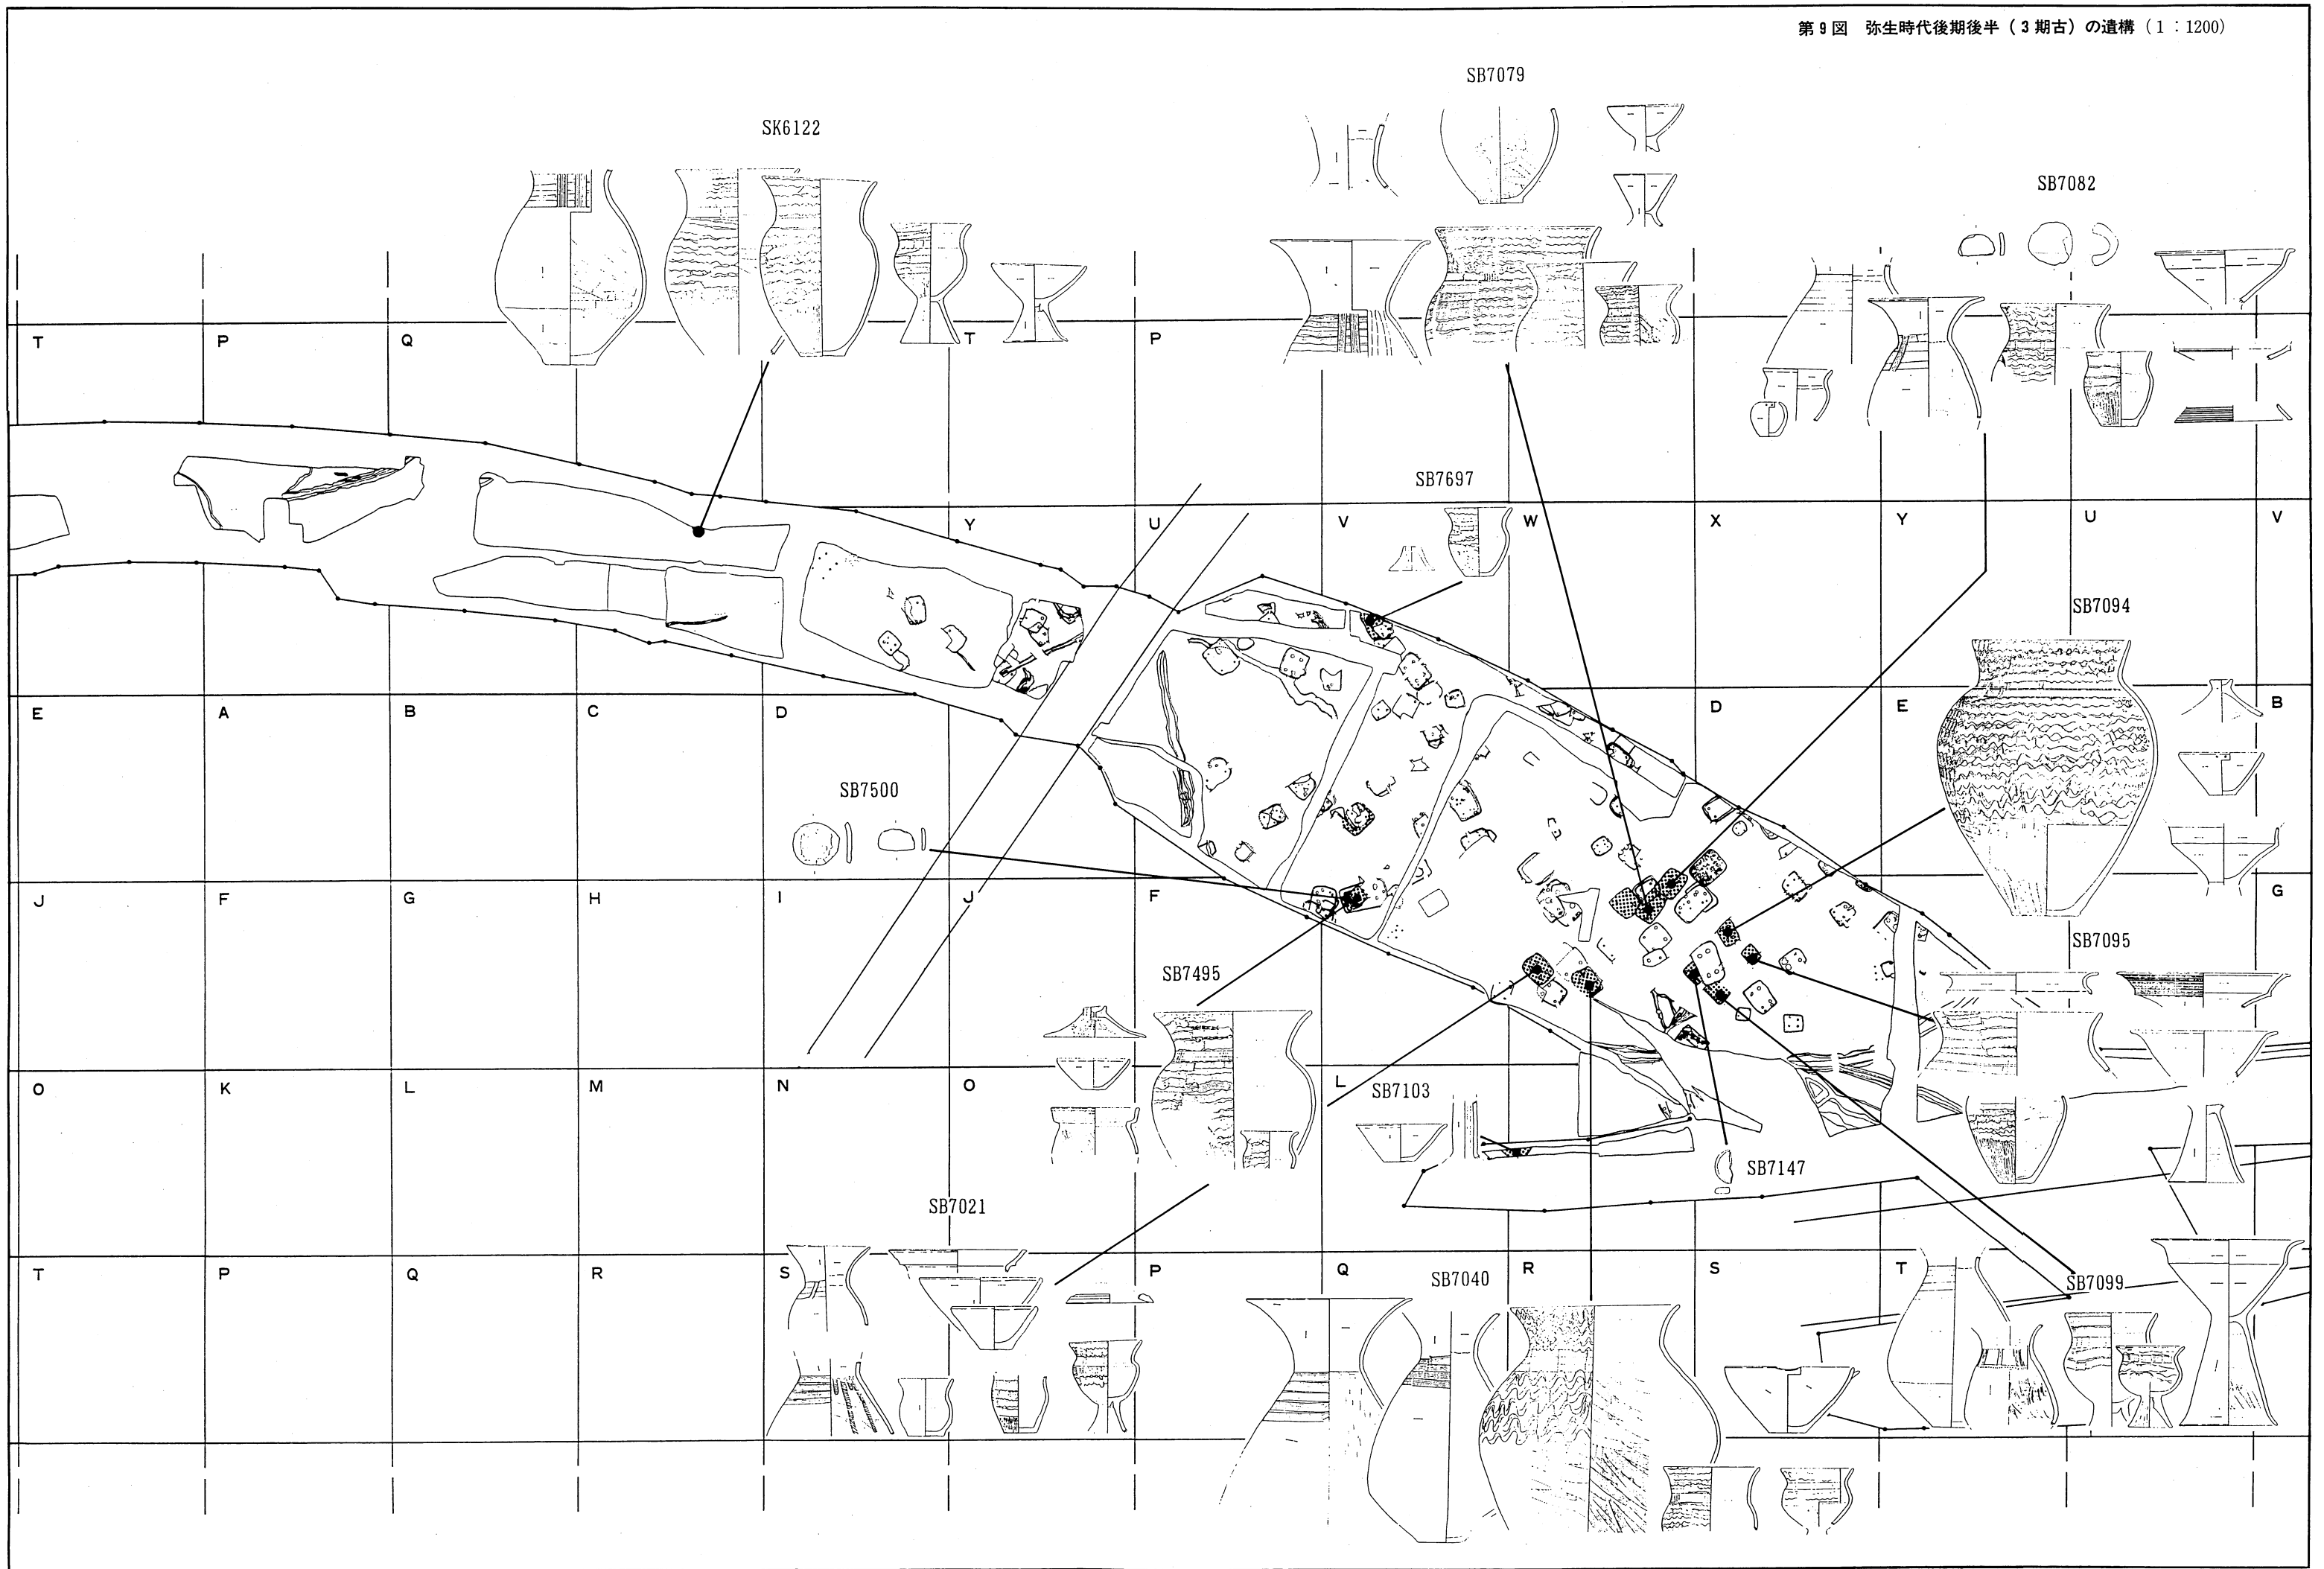 第9図 弥生時代後期後半(3期古)の遺構(1:1200)
SB7079
SK6122
SB7082
T P Q T P
SB7697
Y U V W X Y U V
SB7094
E A B C D D E B
SB7500
J F G H I J F G
SB7095
SB7495
O K L M N O L
SB7103
SB7147
SB7021
T P Q R S P Q R S T
SB7040
SB7099